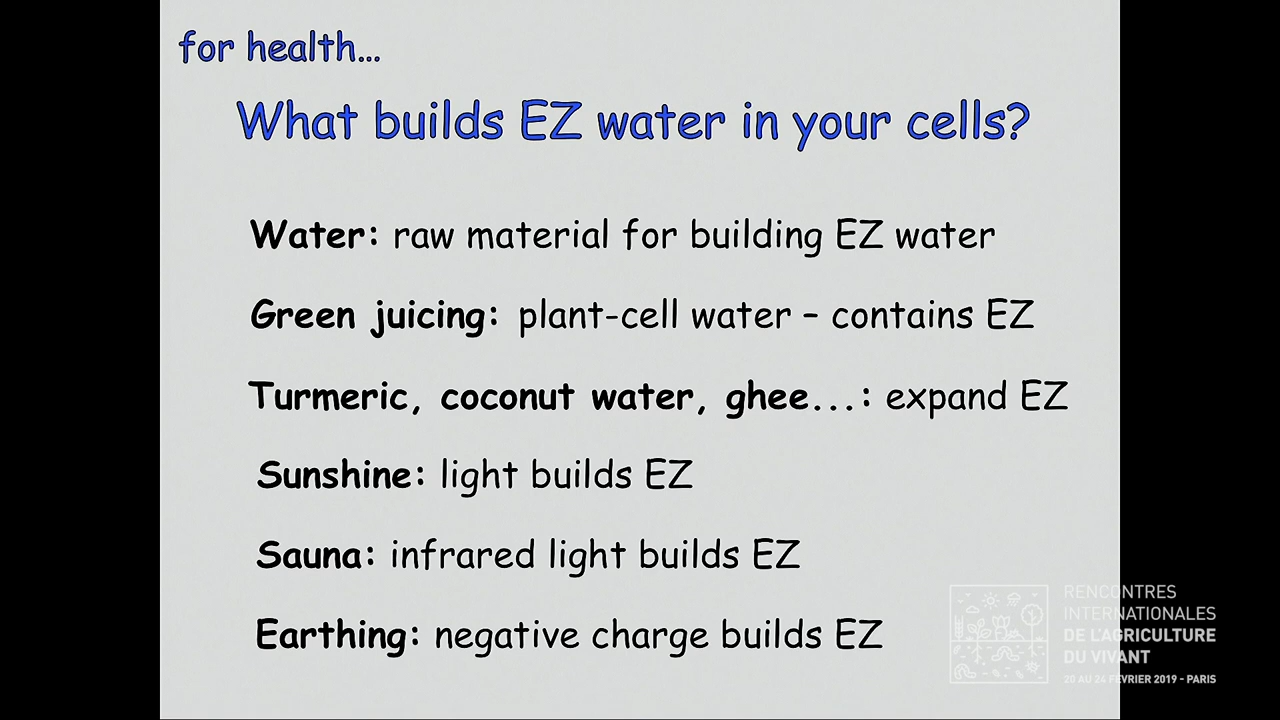 for health...
What builds EZ water in your cells?
Water: raw material for building EZ water
Green juicing: plant-cell water – contains EZ
Turmeric, coconut water, ghee...: expand EZ
Sunshine: light builds EZ
Sauna: infrared light builds EZ
Earthing: negative charge builds EZ
RENCONTRES
INTERNATIONALES
DE L'AGRICULTURE
DU VIVANT
20 AU 24 FÉVRIER 2019 - PARIS